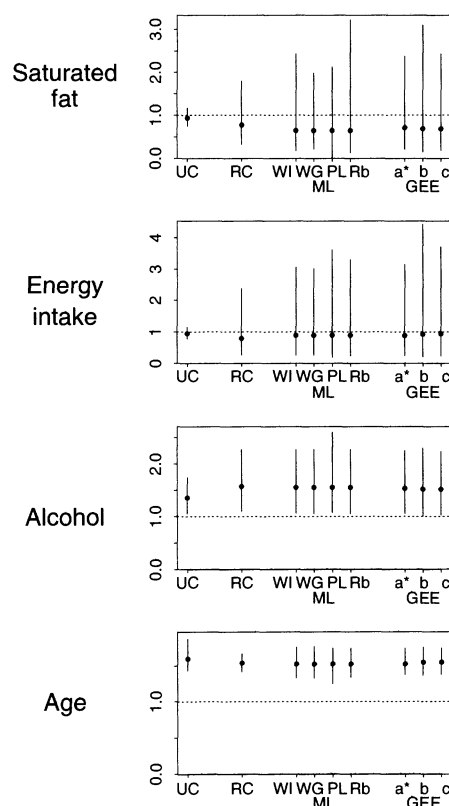 Saturated
fat
3.0
2.0
1.0
0.0
UC RC WI WG PL Rb a* b c
ML GEE
Energy
intake
4
3
2
1
0
UC RC WI WG PL Rb a* b c
ML GEE
Alcohol
2.0
1.0
0.0
UC RC WI WG PL Rb a* b c
ML GEE
Age
1.0
0.0
UC RC WI WG PL Rb a* b c
ML GEE